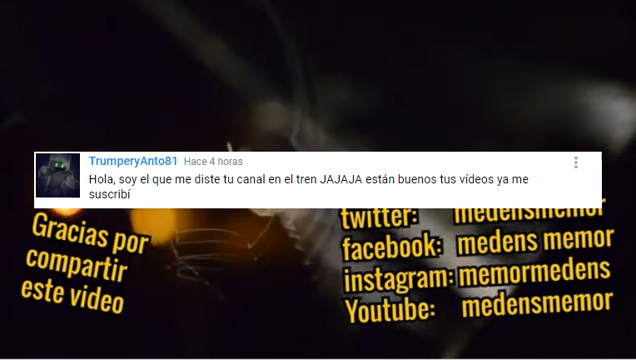 TrumperyAnto81 Hace 4 horas
Hola, soy el que me diste tu canal en el tren JAJAJA están buenos tus vídeos ya me
suscribí
Gracias por
compartir
este video
twitter: medensmemor
facebook: medens memor
instagram: memormedens
Youtube: medensmemor